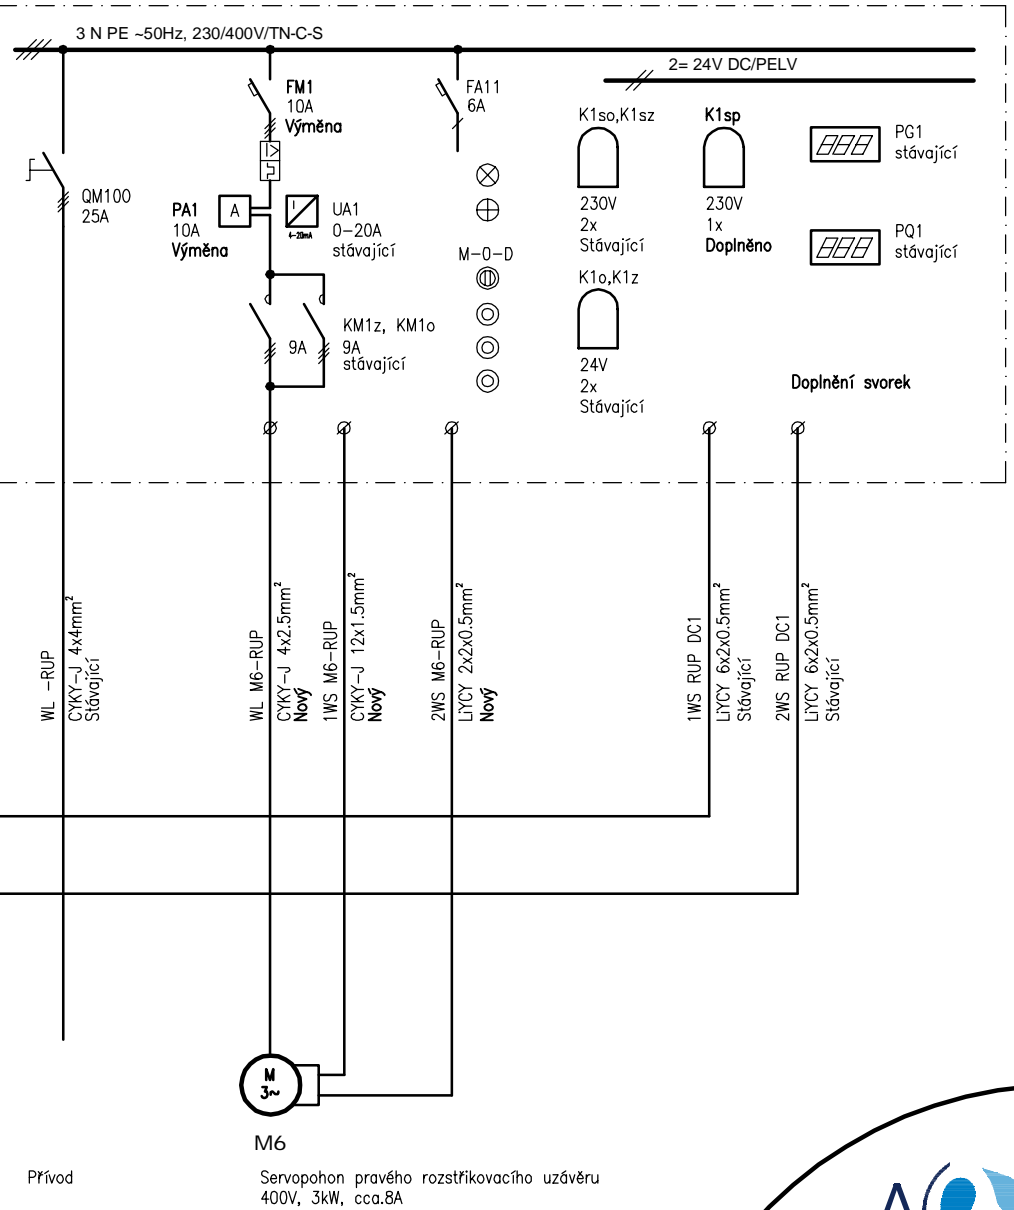 3 N PE ~50Hz, 230/400V/TN-C-S
2= 24V DC/PELV
FM1
10A
Výměna
FA11
6A
K1so,K1sz
230V
2x
Stávající
K1sp
230V
1x
Doplněno
PG1
stávající
QM100
25A
PA1
10A
Výměna
A
I
4-20mA
UA1
0-20A
stávající
M-0-D
PQ1
stávající
K1o,K1z
24V
2x
Stávající
9A
KM1z, KM1o
9A
stávající
Doplnění svorek
WL -RUP
CYKY-J 4x4mm²
Stávající
WL M6-RUP
CYKY-J 4x2.5mm²
Nový
1WS M6-RUP
CYKY-J 12x1.5mm²
Nový
2WS M6-RUP
LiYCY 2x2x0.5mm²
Nový
1WS RUP DC1
LiYCY 6x2x0.5mm²
Stávající
2WS RUP DC1
LiYCY 6x2x0.5mm²
Stávající
M
3~
M6
Přívod
Servopohon pravého rozstřikovacího uzávěru
400V, 3kW, cca.8A